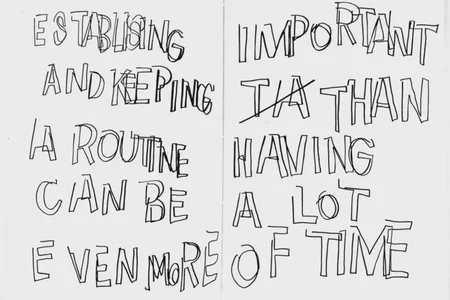 ESTABLISING
AND KEEPING
A ROUTINE
CAN BE
EVEN MORE
IMPORTANT
TA THAN
HAVING
A LOT
OF TIME